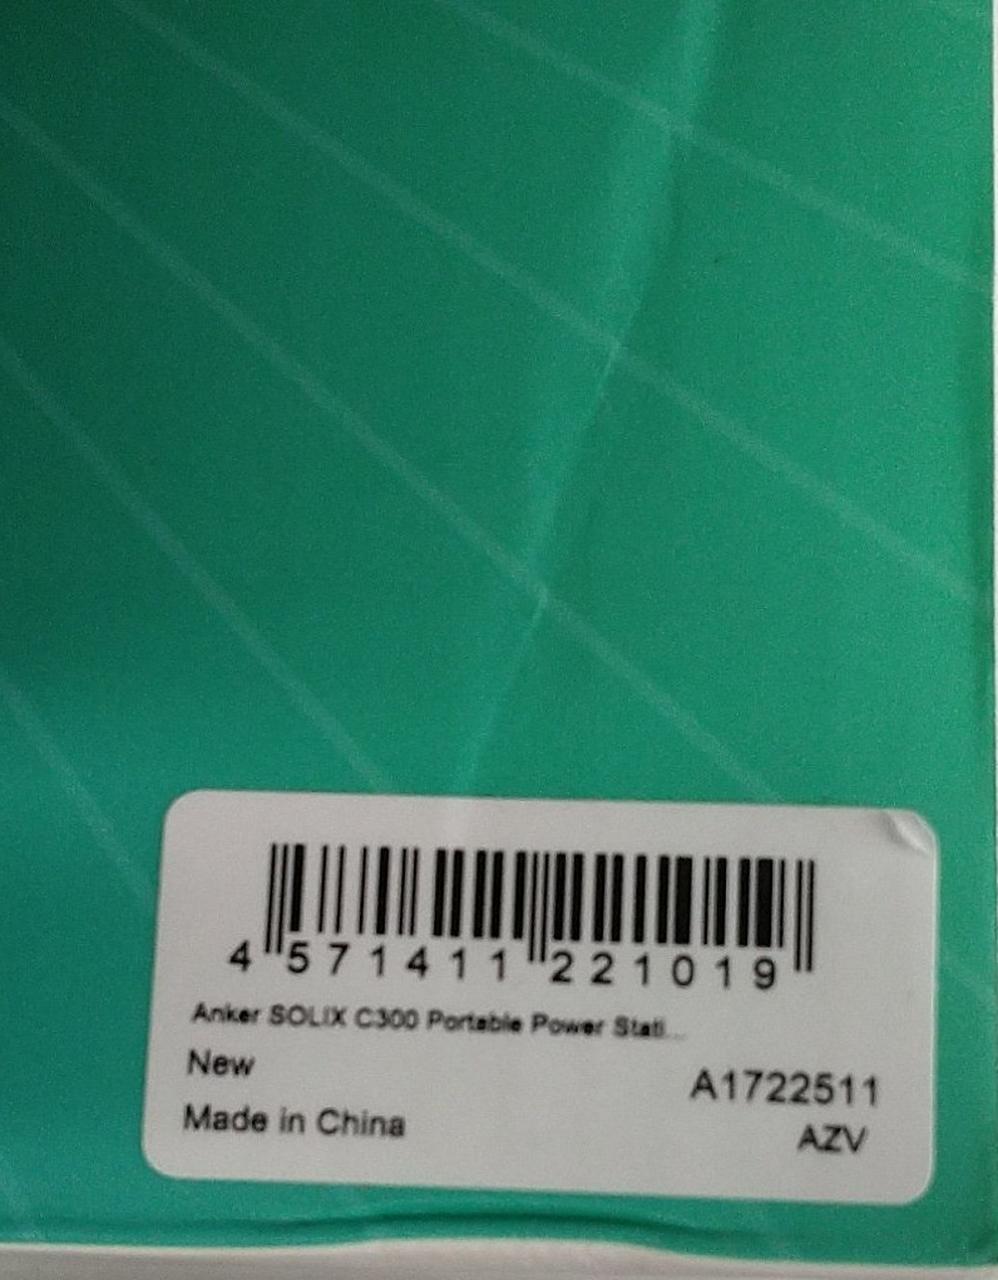 4 571411 221019
Anker SOLIX C300 Portable Power Stati...
New
A1722511
Made in China
AZV